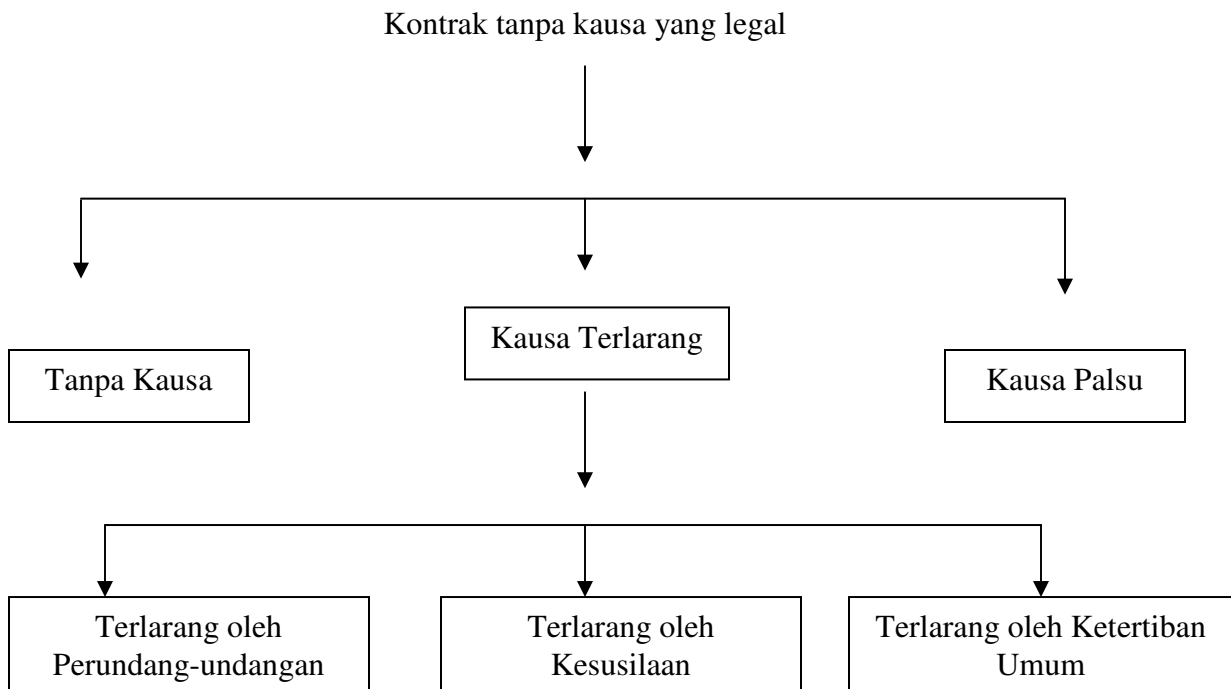 Kontrak tanpa kausa yang legal
Kausa Terlarang
Tanpa Kausa
Kausa Palsu
Terlarang oleh
Perundang-undangan
Terlarang oleh
Kesusilaan
Terlarang oleh Ketertiban
Umum